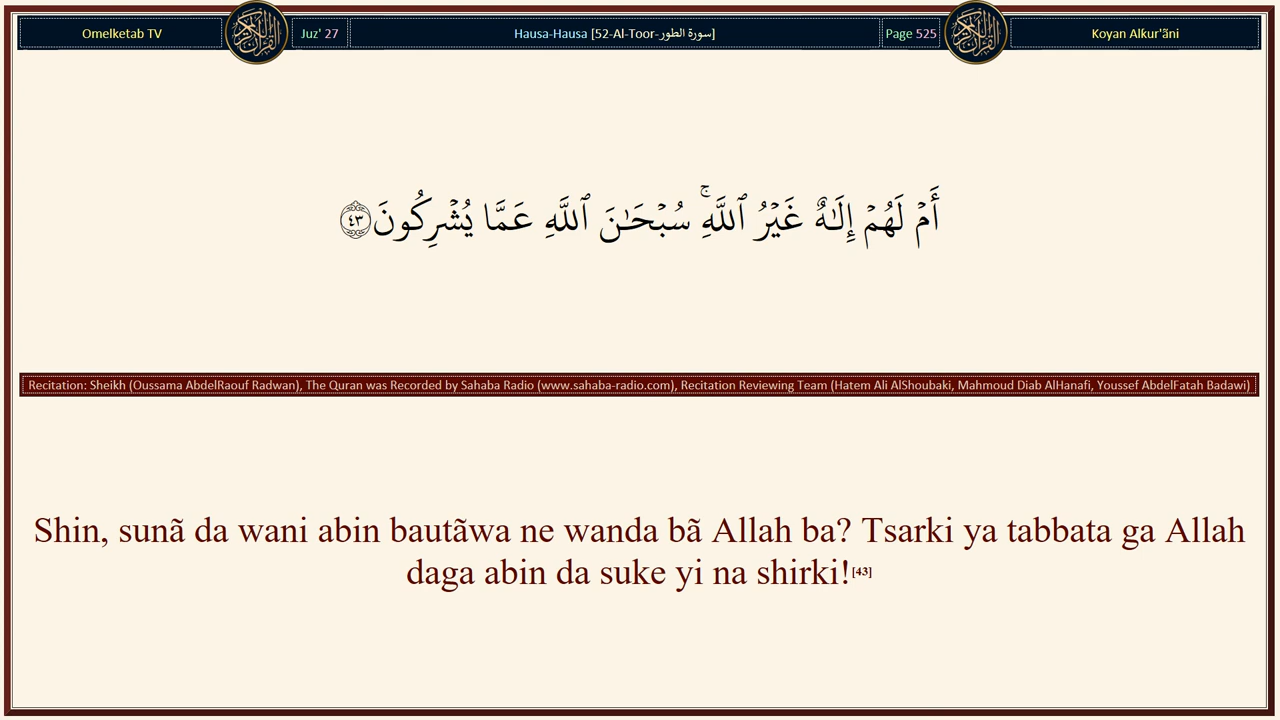 Omelketab TV
Juz' 27
Hausa-Hausa [52-Al-Toor-سورة الطور]
Page 525
Koyan Alƙur'ãni
أَمۡ لَهُمۡ إِلَٰهٌ غَيۡرُ ٱللَّهِۚ سُبۡحَٰنَ ٱللَّهِ عَمَّا يُشۡرِكُونَ ٤٣
Recitation: Sheikh (Oussama AbdelRaouf Radwan), The Quran was Recorded by Sahaba Radio (www.sahaba-radio.com), Recitation Reviewing Team (Hatem Ali AlShoubaki, Mahmoud Diab AlHanafi, Youssef AbdelFatah Badawi)
Shin, sunã da wani abin bautãwa ne wanda bã Allah ba? Tsarki ya tabbata ga Allah
daga abin da suke yi na shirki![43]